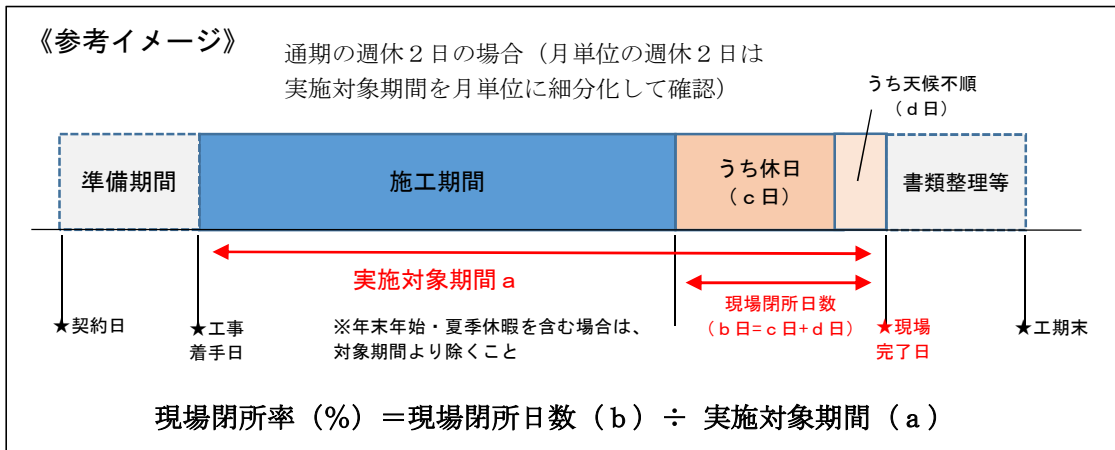 《参考イメージ》
通期の週休２日の場合（月単位の週休２日は
実施対象期間を月単位に細分化して確認）
うち天候不順
（ｄ日）
準備期間
施工期間
うち休日
（ｃ日）
書類整理等
実施対象期間ａ
現場閉所日数
（ｂ日=ｃ日+ｄ日）
★契約日
★工事
着手日
※年末年始・夏季休暇を含む場合は、
対象期間より除くこと
★現場
完了日
★工期末
現場閉所率（％）＝現場閉所日数（ｂ）÷ 実施対象期間（ａ）